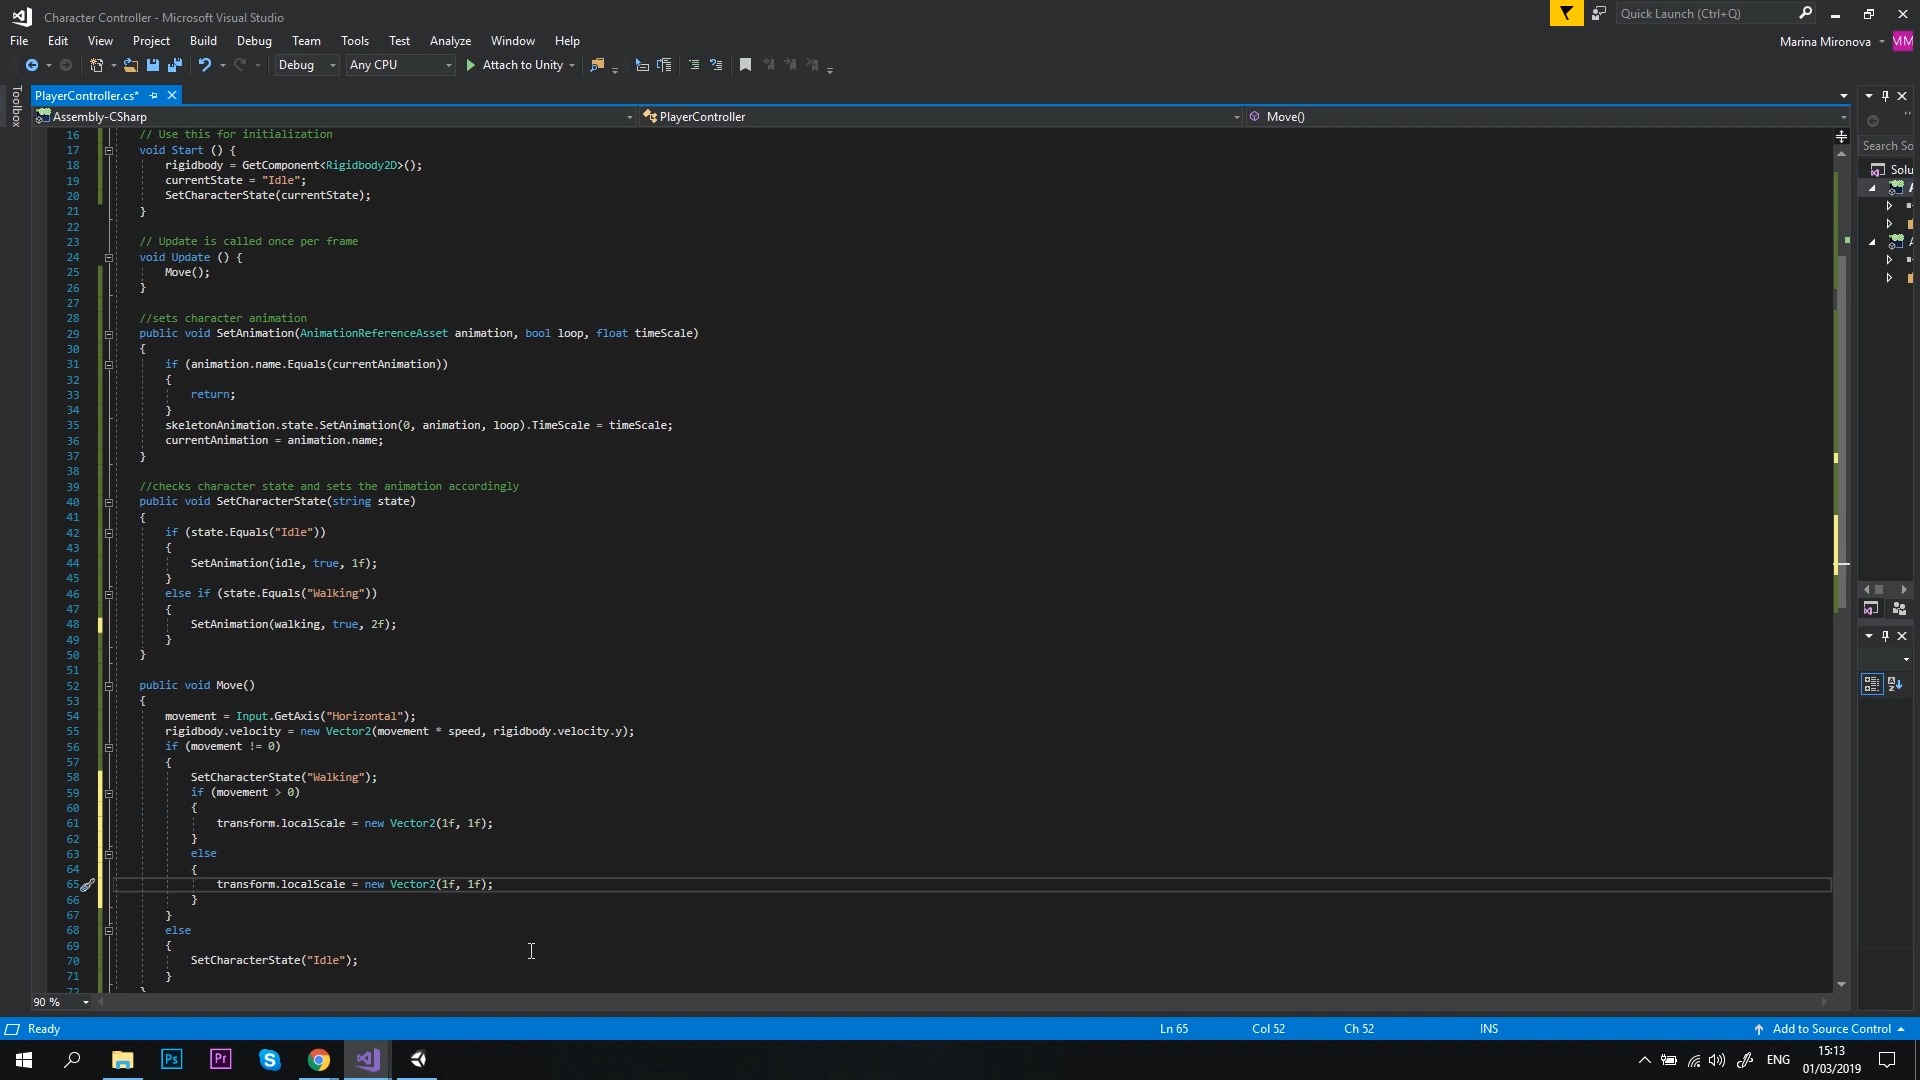 Character Controller - Microsoft Visual Studio
Quick Launch (Ctrl+Q)
File Edit View Project Build Debug Team Tools Test Analyze Window Help
Marina Mironova MM
Debug Any CPU Attach to Unity
Toolbox
PlayerController.cs*
Assembly-CSharp PlayerController Move()
Search So
16 // Use this for initialization
17 void Start () {
18 rigidbody = GetComponent<Rigidbody2D>();
19 currentState = "Idle";
20 SetCharacterState(currentState);
21 }
22
23 // Update is called once per frame
24 void Update () {
25 Move();
26 }
27
28 //sets character animation
29 public void SetAnimation(AnimationReferenceAsset animation, bool loop, float timeScale)
30 {
31 if (animation.name.Equals(currentAnimation))
32 {
33 return;
34 }
35 skeletonAnimation.state.SetAnimation(0, animation, loop).TimeScale = timeScale;
36 currentAnimation = animation.name;
37 }
38
39 //checks character state and sets the animation accordingly
40 public void SetCharacterState(string state)
41 {
42 if (state.Equals("Idle"))
43 {
44 SetAnimation(idle, true, 1f);
45 }
46 else if (state.Equals("Walking"))
47 {
48 SetAnimation(walking, true, 2f);
49 }
50 }
51
52 public void Move()
53 {
54 movement = Input.GetAxis("Horizontal");
55 rigidbody.velocity = new Vector2(movement * speed, rigidbody.velocity.y);
56 if (movement != 0)
57 {
58 SetCharacterState("Walking");
59 if (movement > 0)
60 {
61 transform.localScale = new Vector2(1f, 1f);
62 }
63 else
64 {
65 transform.localScale = new Vector2(1f, 1f);
66 }
67 }
68 else
69 {
70 SetCharacterState("Idle");
71 }
72 }
Solu
90 %
Ready Ln 65 Col 52 Ch 52 INS Add to Source Control
Ps Pr
ENG
15:13
01/03/2019